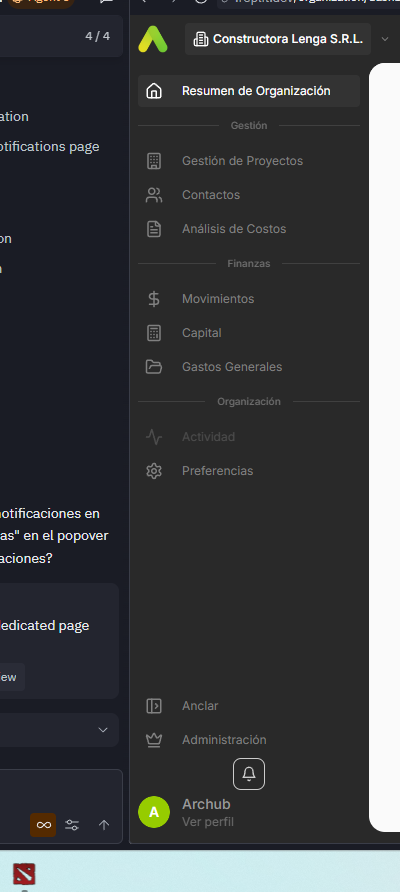 4 / 4
Constructora Lenga S.R.L.
Resumen de Organización
ation
Gestión
otifications page
Gestión de Proyectos
Contactos
Análisis de Costos
on
Finanzas
Movimientos
Capital
Gastos Generales
Organización
Actividad
Preferencias
notificaciones en
as" en el popover
aciones?
dedicated page
ew
Anclar
Administración
A
Archub
Ver perfil